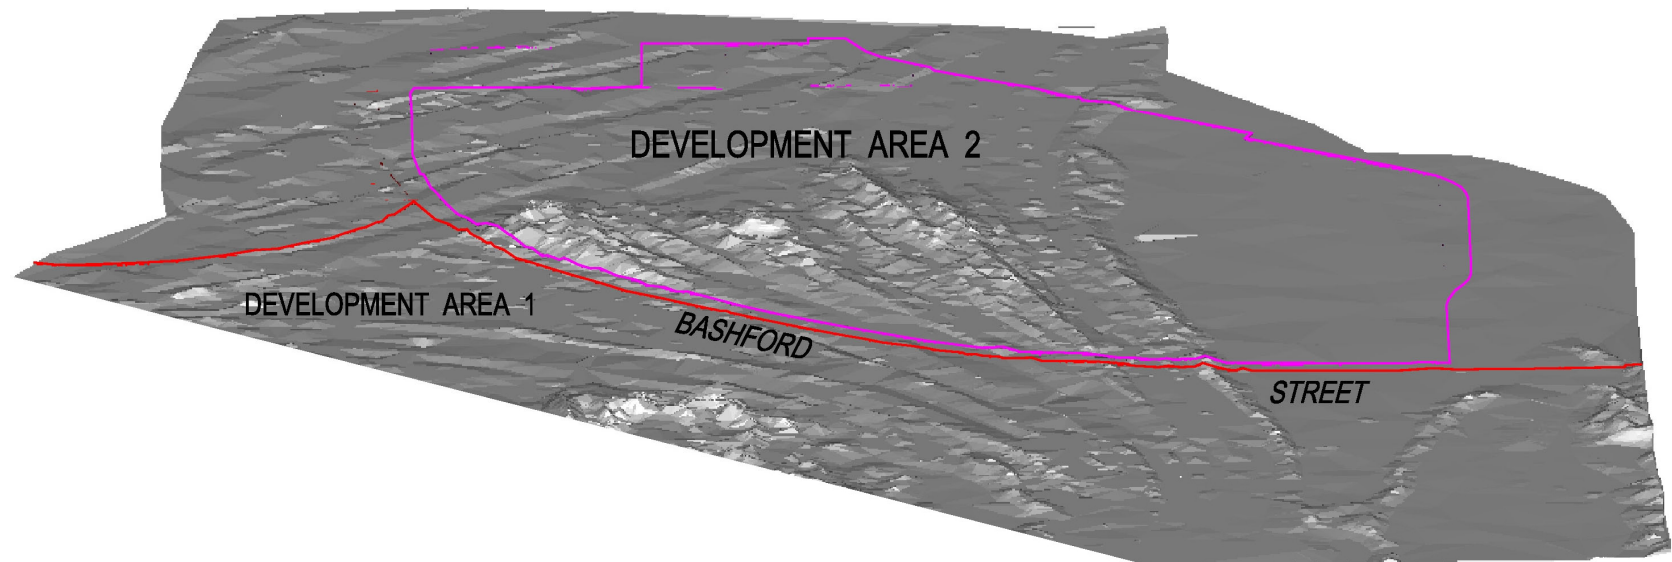 DEVELOPMENT AREA 2
DEVELOPMENT AREA 1
BASHFORD
STREET